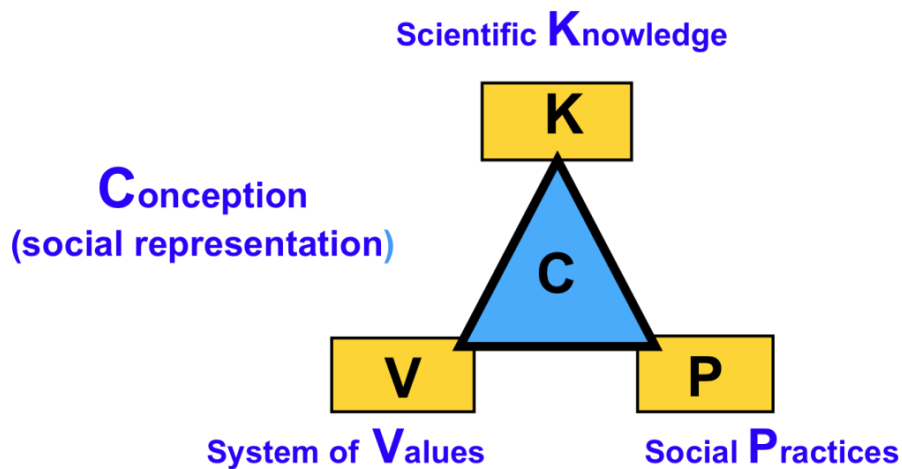 Scientific Knowledge
K
Conception
(social representation)
C
V
P
System of Values
Social Practices